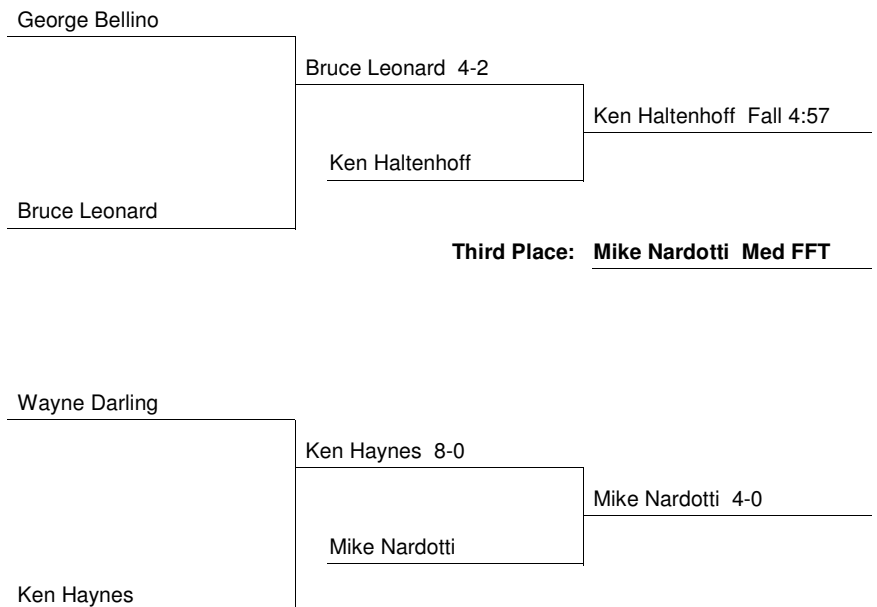 George Bellino
Bruce Leonard 4-2
Ken Haltenhoff Fall 4:57
Ken Haltenhoff
Bruce Leonard
Third Place: Mike Nardotti Med FFT
Wayne Darling
Ken Haynes 8-0
Mike Nardotti 4-0
Mike Nardotti
Ken Haynes